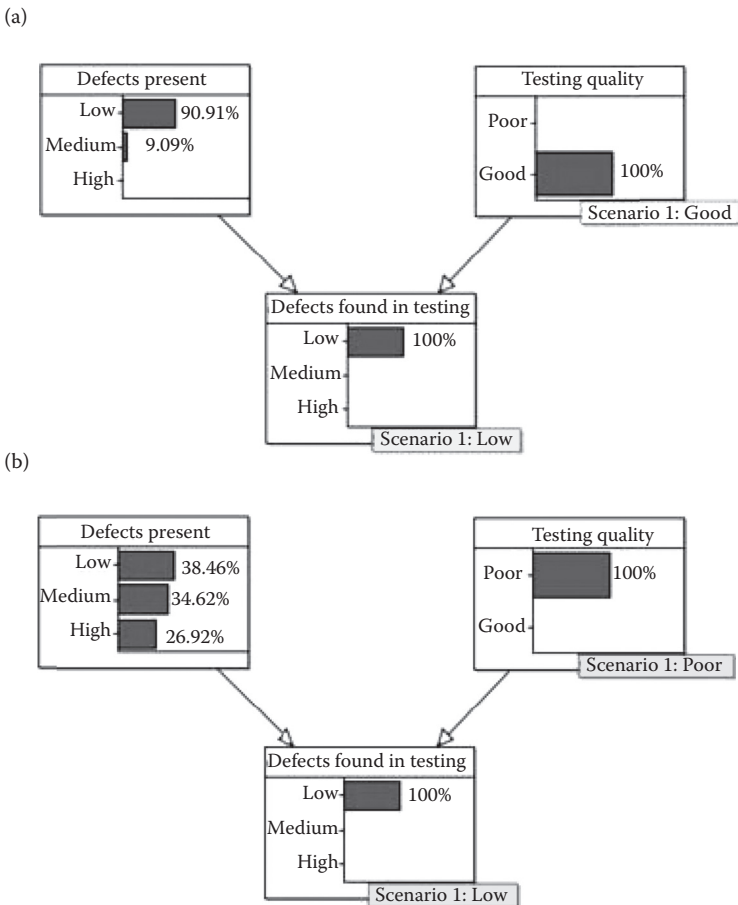 (a)
Defects present
Low
90.91%
Medium
9.09%
High
Testing quality
Poor
Good
100%
Scenario 1: Good
Defects found in testing
Low
100%
Medium
High
Scenario 1: Low
(b)
Defects present
Low
38.46%
Medium
34.62%
High
26.92%
Testing quality
Poor
100%
Good
Scenario 1: Poor
Defects found in testing
Low
100%
Medium
High
Scenario 1: Low